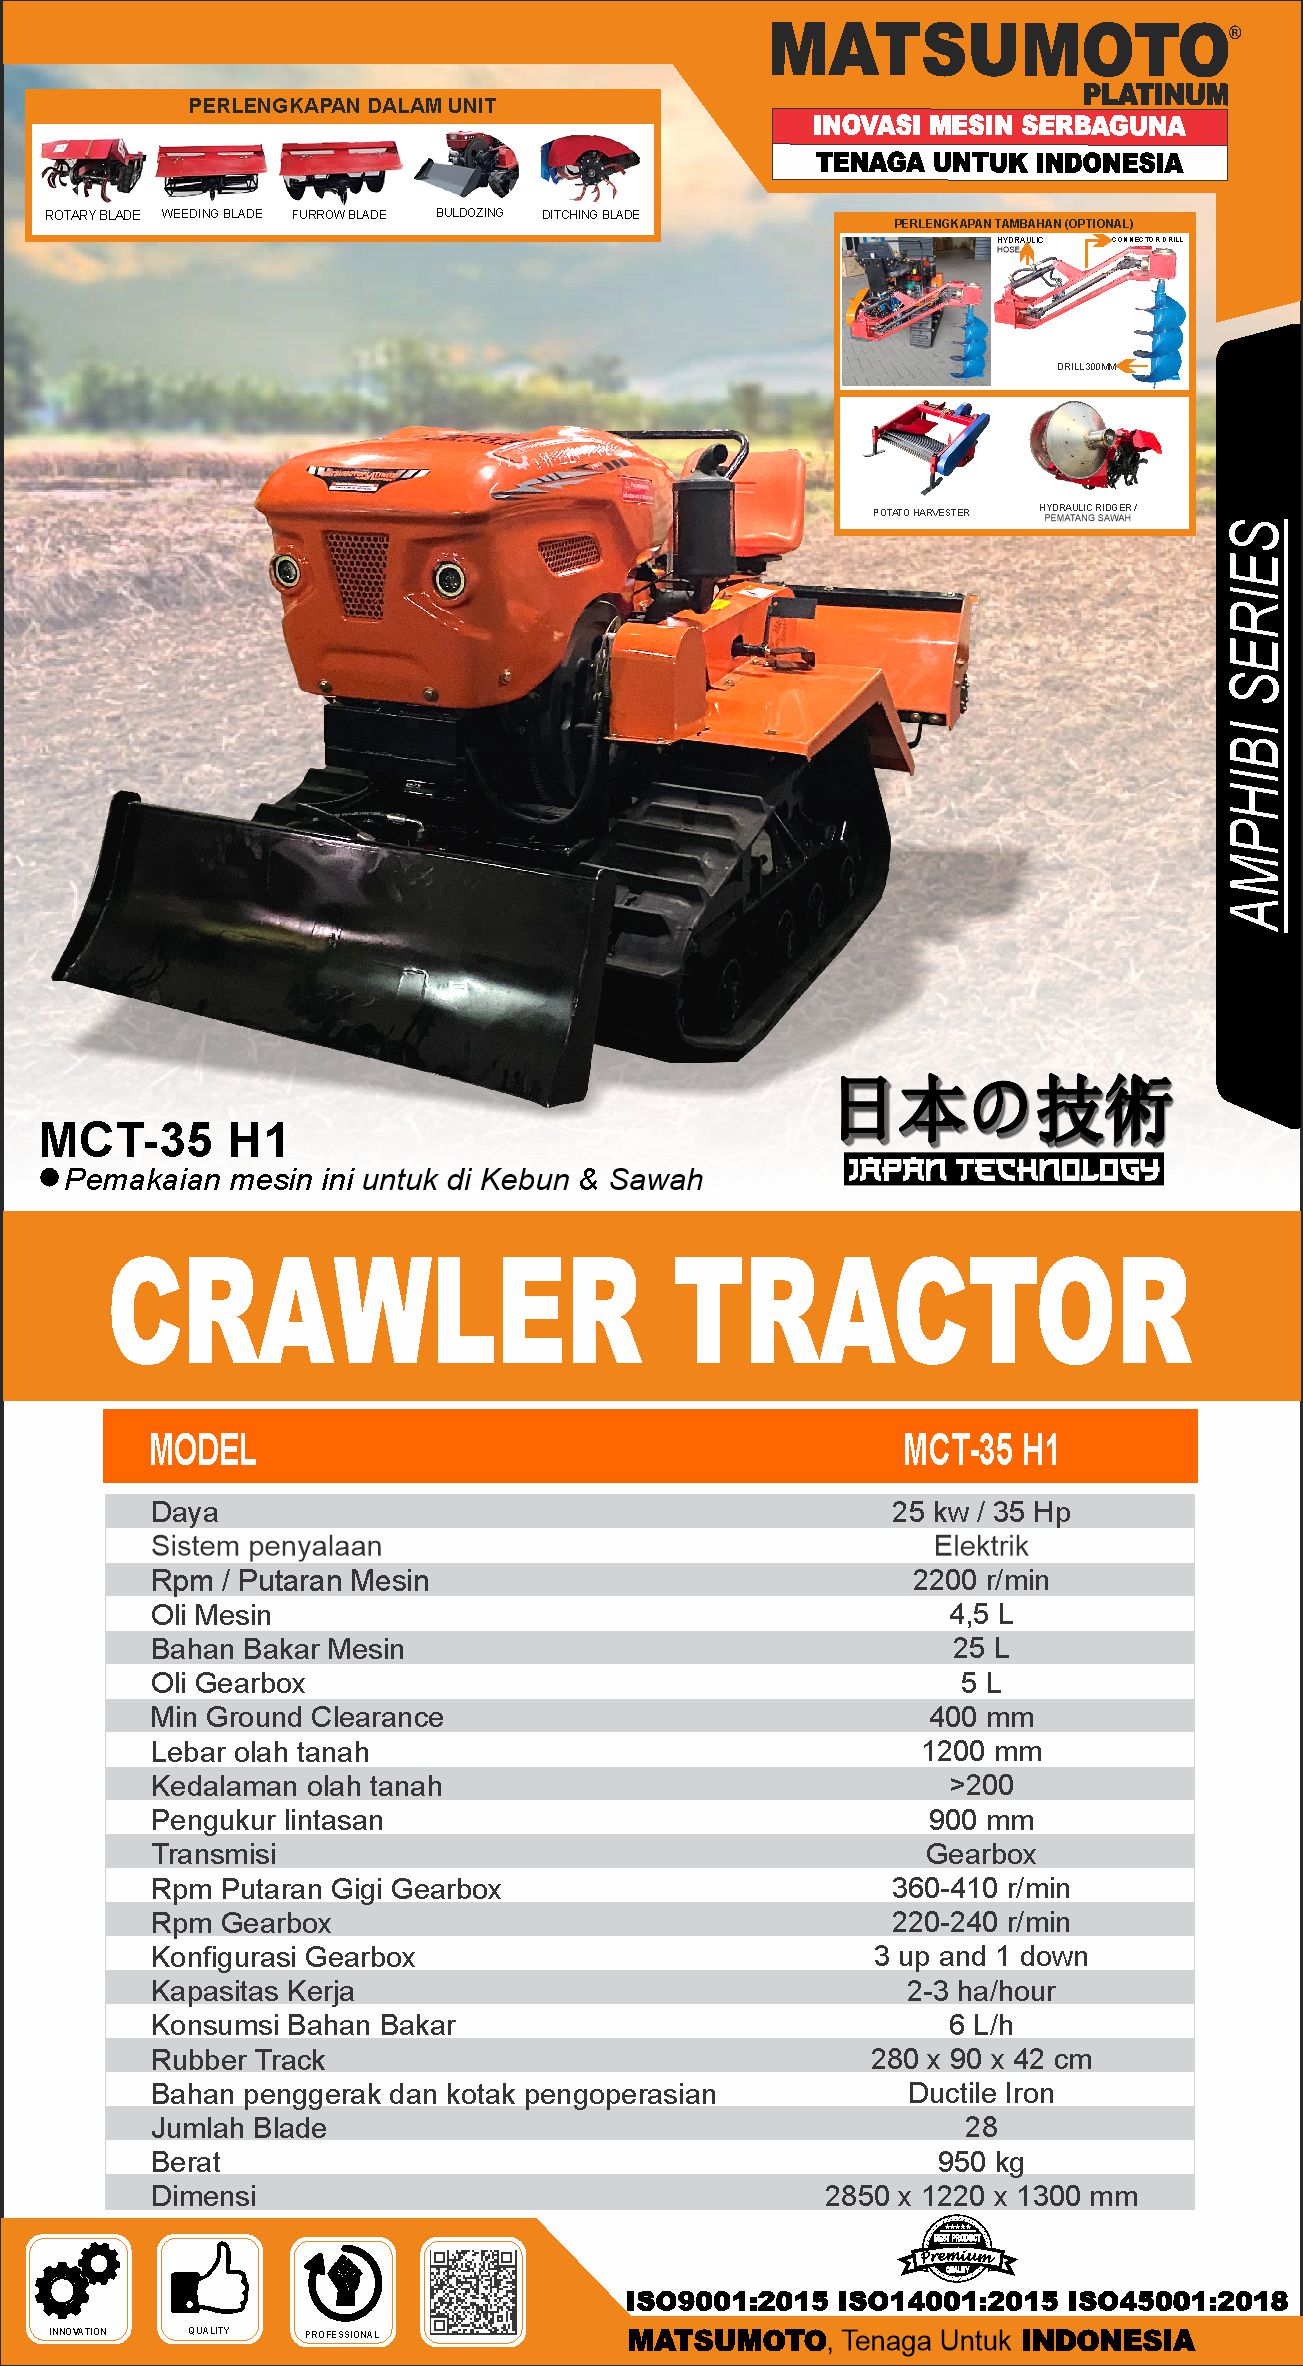 MATSUMOTO®
PLATINUM
INOVASI MESIN SERBAGUNA
TENAGA UNTUK INDONESIA
PERLENGKAPAN DALAM UNIT
ROTARY BLADE
WEEDING BLADE
FURROW BLADE
BULDOZING
DITCHING BLADE
PERLENGKAPAN TAMBAHAN (OPTIONAL)
HYDRAULIC
HOSE
CONNECTOR DRILL
DRILL 300MM
POTATO HARVESTER
HYDRAULIC RIDGER /
PEMATANG SAWAH
AMPHIBI SERIES
MCT-35 H1
● Pemakaian mesin ini untuk di Kebun & Sawah
日本の技術
JAPAN TECHNOLOGY
CRAWLER TRACTOR
MODEL MCT-35 H1
Daya 25 kw / 35 Hp
Sistem penyalaan Elektrik
Rpm / Putaran Mesin 2200 r/min
Oli Mesin 4,5 L
Bahan Bakar Mesin 25 L
Oli Gearbox 5 L
Min Ground Clearance 400 mm
Lebar olah tanah 1200 mm
Kedalaman olah tanah >200
Pengukur lintasan 900 mm
Transmisi Gearbox
Rpm Putaran Gigi Gearbox 360-410 r/min
Rpm Gearbox 220-240 r/min
Konfigurasi Gearbox 3 up and 1 down
Kapasitas Kerja 2-3 ha/hour
Konsumsi Bahan Bakar 6 L/h
Rubber Track 280 x 90 x 42 cm
Bahan penggerak dan kotak pengoperasian Ductile Iron
Jumlah Blade 28
Berat 950 kg
Dimensi 2850 x 1220 x 1300 mm
INNOVATION
QUALITY
PROFESSIONAL
BEST PRODUCT
Premium
QUALITY
ISO9001:2015 ISO14001:2015 ISO45001:2018
MATSUMOTO, Tenaga Untuk INDONESIA